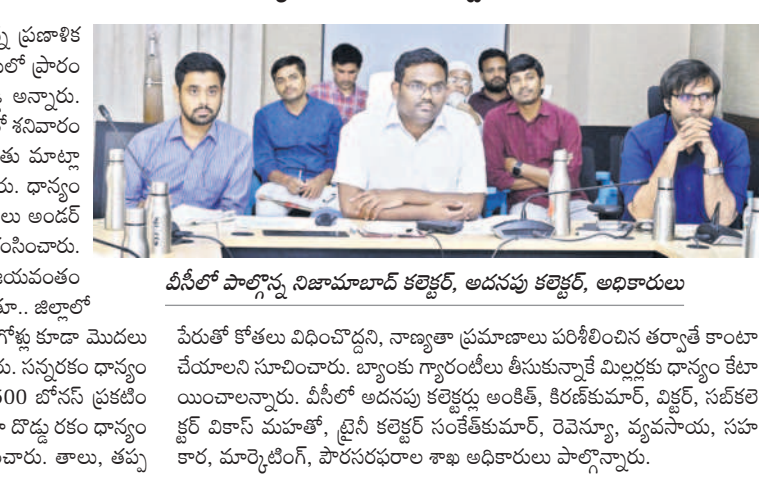 న్న ప్రణాళిక
లో ప్రారం
అన్నారు.
శనివారం
తు మాట్లా
రు. ధాన్యం
లు అండర్
ంసించారు.
జయవంతం
తూ.. జిల్లాలో
గోళ్లు కూడా మొదలు
రు. సన్నరకం ధాన్యం
500 బోనస్ ప్రకటిం
దొడ్డు రకం ధాన్యం
చారు. తాలు, తప్ప
వీసీలో పాల్గొన్న నిజామాబాద్ కలెక్టర్, అదనపు కలెక్టర్, అధికారులు
పేరుతో కోతలు విధించొద్దని, నాణ్యతా ప్రమాణాలు పరిశీలించిన తర్వాతే కాంటా
చేయాలని సూచించారు. బ్యాంకు గ్యారంటీలు తీసుకున్నాకే మిల్లర్లకు ధాన్యం కేటా
యించాలన్నారు. వీసీలో అదనపు కలెక్టర్లు అంకిత్, కిరణ్‌కుమార్, విక్టర్, సబ్‌కలె
క్టర్ వికాస్ మహతో, ట్రైనీ కలెక్టర్ సంకేత్‌కుమార్, రెవెన్యూ, వ్యవసాయ, సహ
కార, మార్కెటింగ్, పౌరసరఫరాల శాఖ అధికారులు పాల్గొన్నారు.